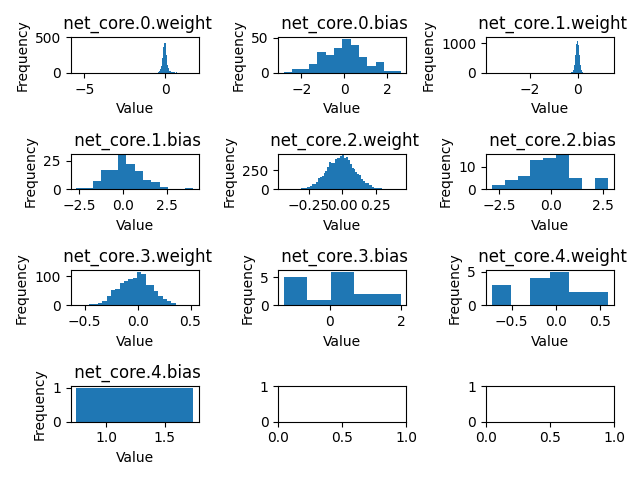 net_core.0.weight net_core.0.bias net_core.1.weight
Frequency 500 0 −5 0 Value
Frequency 50 0 −2 0 2 Value
Frequency 1000 0 −2 0 Value
net_core.1.bias net_core.2.weight net_core.2.bias
Frequency 25 0 −2.5 0.0 2.5 Value
Frequency 250 0 −0.25 0.00 0.25 Value
Frequency 10 0 −2.5 0.0 2.5 Value
net_core.3.weight net_core.3.bias net_core.4.weight
Frequency 100 0 −0.5 0.0 0.5 Value
Frequency 5 0 0 2 Value
Frequency 5 0 −0.5 0.0 0.5 Value
net_core.4.bias
Frequency 1 0 1.0 1.5 Value
1 0 0.0 0.5 1.0
1 0 0.0 0.5 1.0